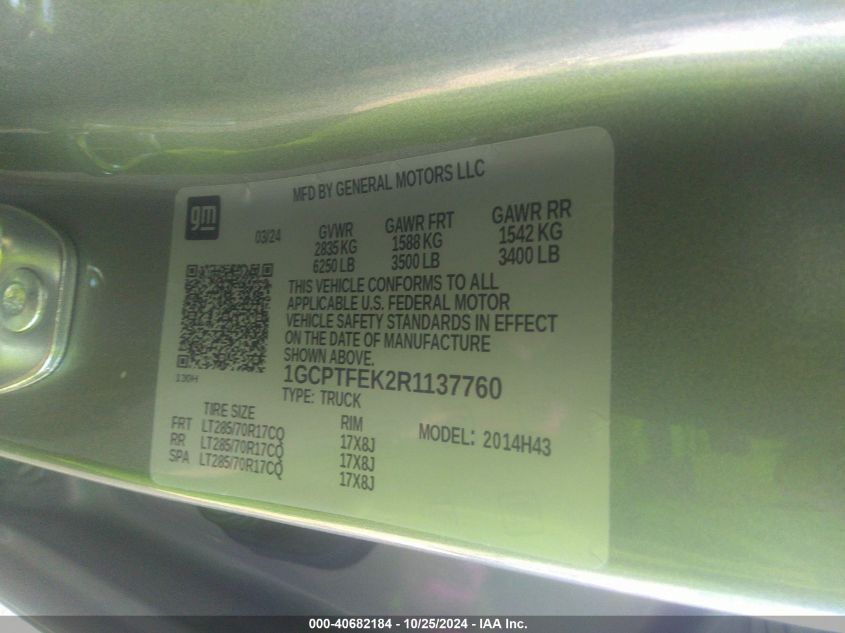 MFD BY GENERAL MOTORS LLC
gm
03/24
GVWR GAWR FRT GAWR RR
2835 KG 1588 KG 1542 KG
6250 LB 3500 LB 3400 LB
THIS VEHICLE CONFORMS TO ALL
APPLICABLE U.S. FEDERAL MOTOR
VEHICLE SAFETY STANDARDS IN EFFECT
ON THE DATE OF MANUFACTURE
SHOWN ABOVE.
130H
1GCPTFEK2R1137760
TYPE: TRUCK
TIRE SIZE RIM
FRT LT285/70R17CQ 17X8J
RR LT285/70R17CQ 17X8J
SPA LT285/70R17CQ 17X8J
MODEL: 2014H43
000-40682184 - 10/25/2024 - IAA Inc.